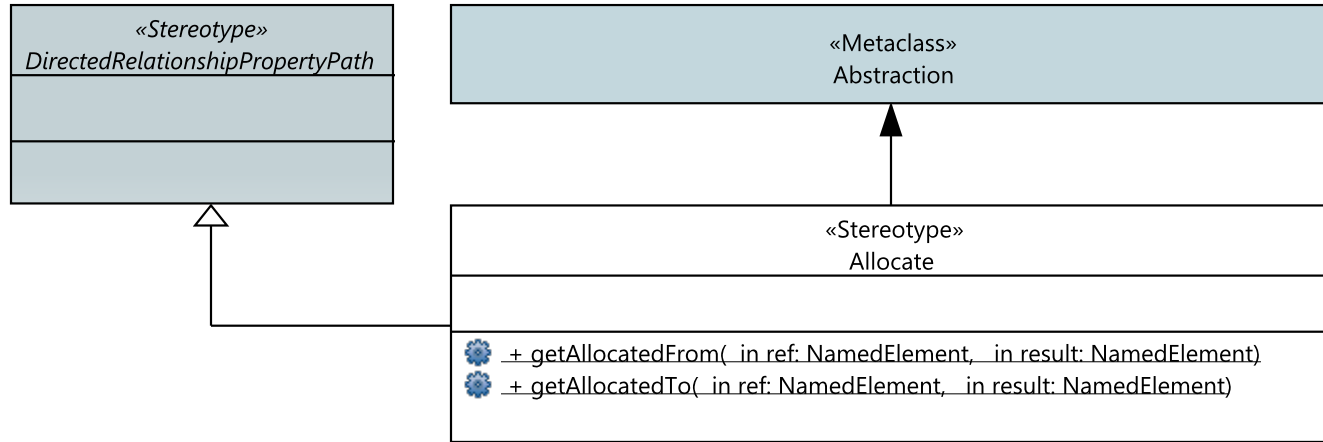 «Stereotype»
DirectedRelationshipPropertyPath
«Metaclass»
Abstraction
«Stereotype»
Allocate
+ getAllocatedFrom( in ref: NamedElement, in result: NamedElement)
+ getAllocatedTo( in ref: NamedElement, in result: NamedElement)